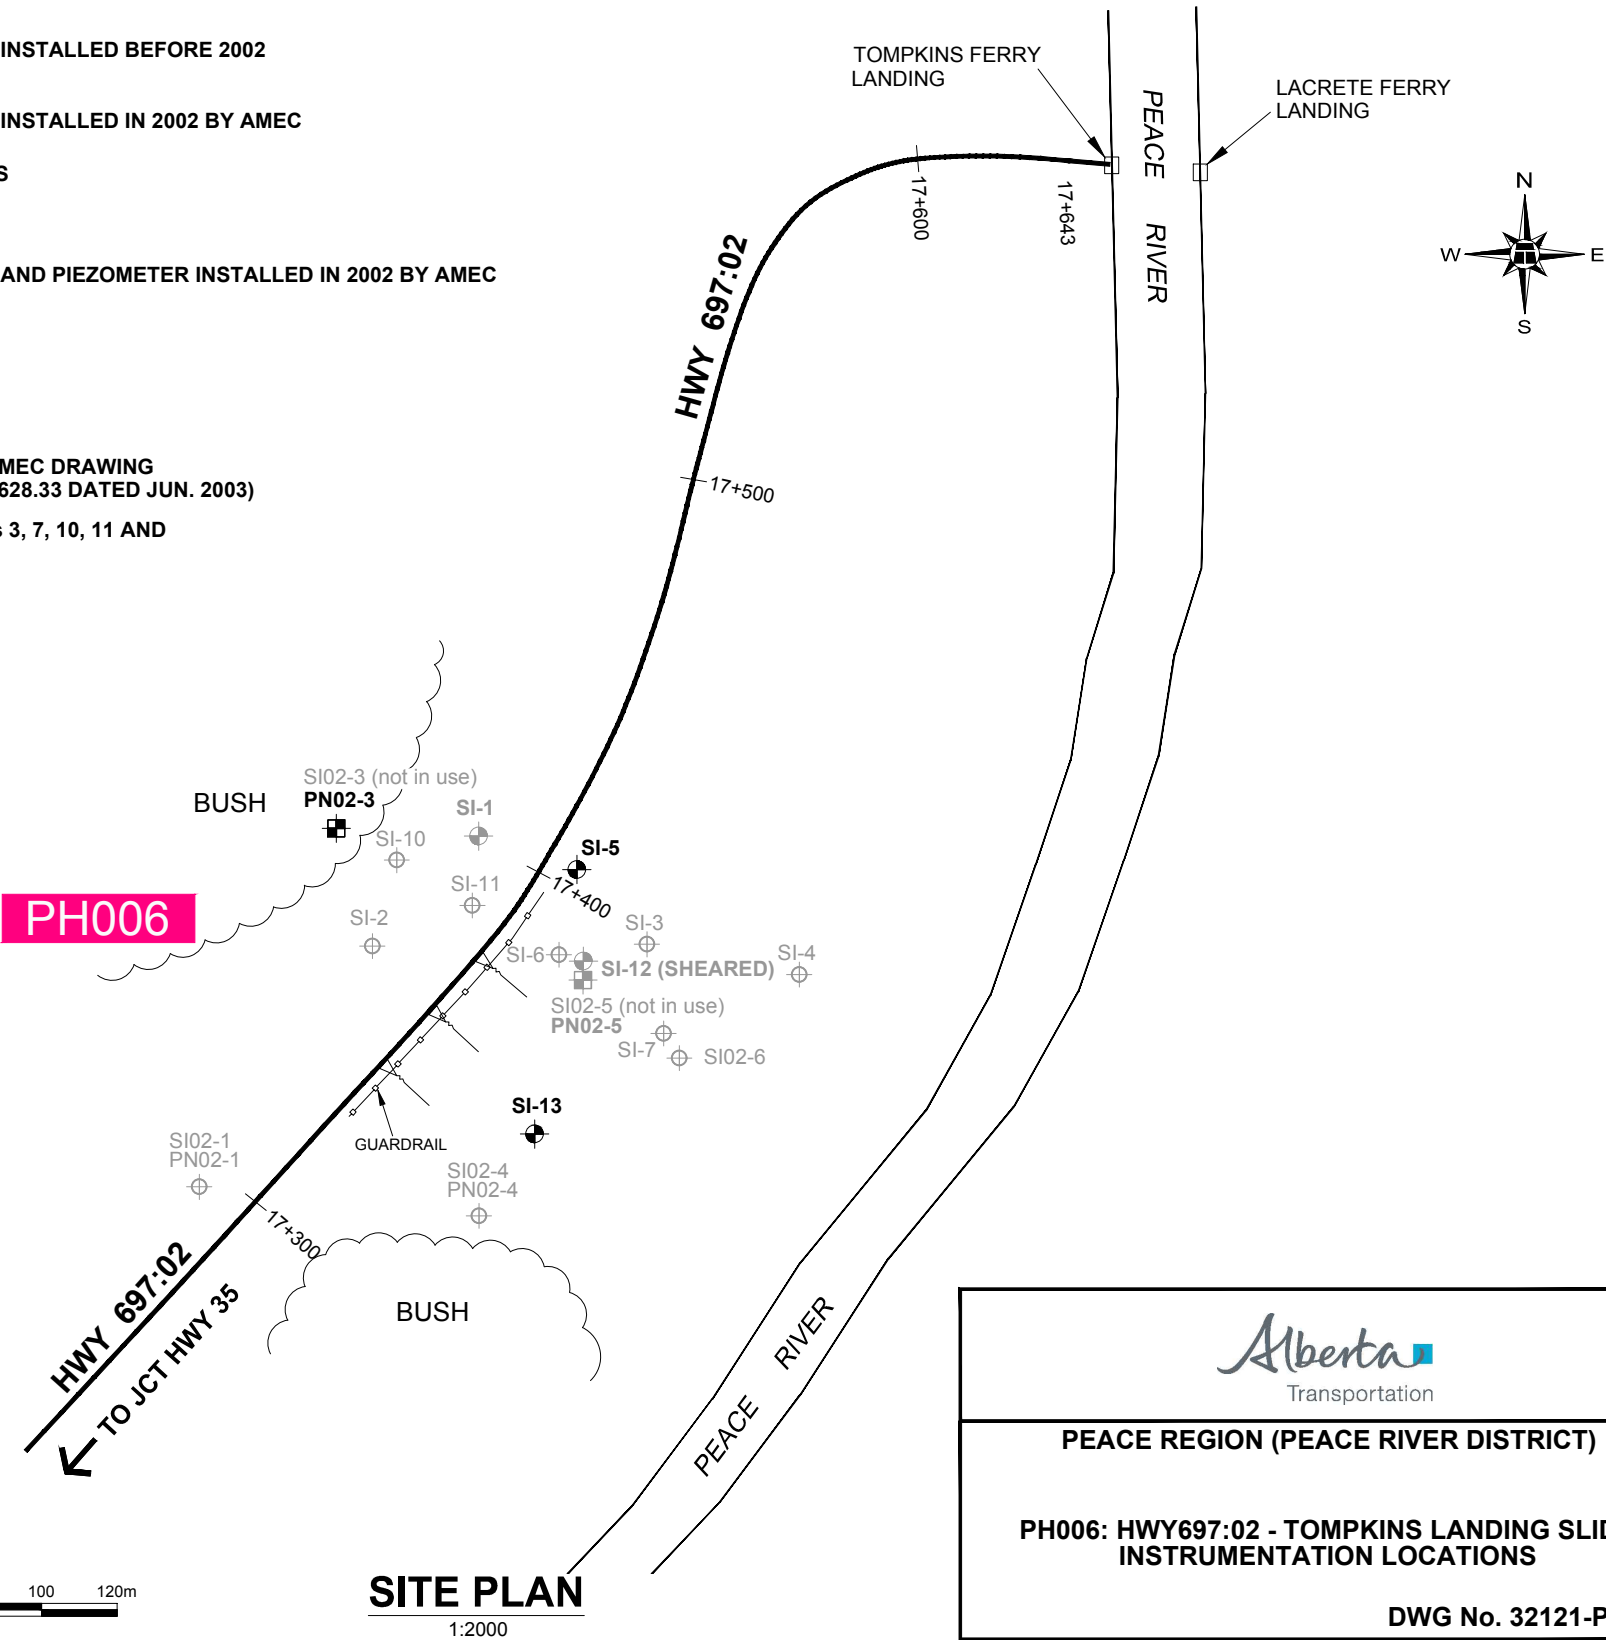 INSTALLED BEFORE 2002
INSTALLED IN 2002 BY AMEC
S
AND PIEZOMETER INSTALLED IN 2002 BY AMEC
MEC DRAWING
628.33 DATED JUN. 2003)
3, 7, 10, 11 AND
TOMPKINS FERRY
LANDING
LACRETE FERRY
LANDING
PEACE RIVER
N
W
E
S
17+600
17+643
HWY 697:02
17+500
BUSH
SI02-3 (not in use)
PN02-3
SI-1
SI-10
SI-5
SI-11
17+400
SI-2
SI-3
SI-6
SI-4
SI-12 (SHEARED)
SI02-5 (not in use)
PN02-5
SI-7
SI02-6
PH006
SI-13
GUARDRAIL
SI02-1
PN02-1
SI02-4
PN02-4
17+300
BUSH
HWY 697:02
TO JCT HWY 35
PEACE RIVER
100 120m
SITE PLAN
1:2000
Alberta
Transportation
PEACE REGION (PEACE RIVER DISTRICT)
PH006: HWY697:02 - TOMPKINS LANDING SLID
INSTRUMENTATION LOCATIONS
DWG No. 32121-P